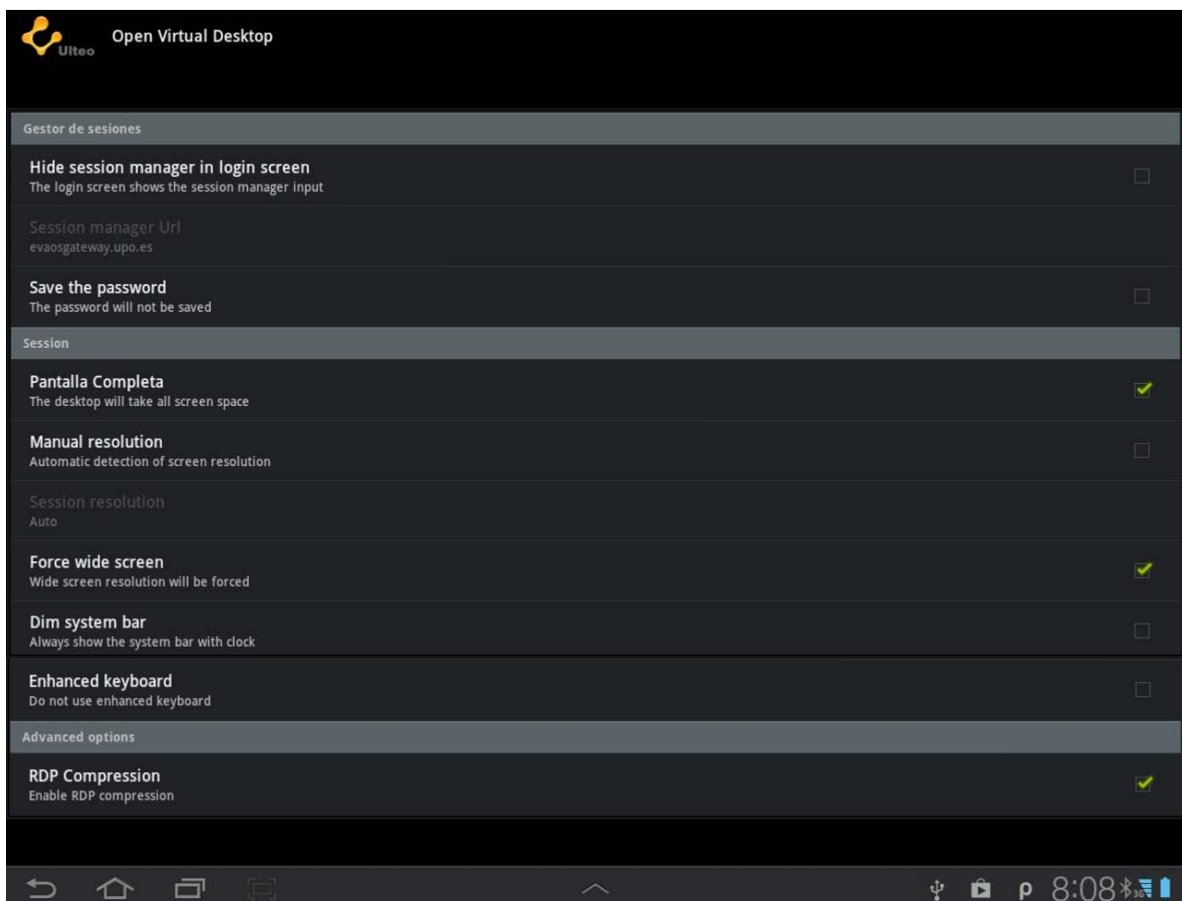 Ulteo
Open Virtual Desktop
Gestor de sesiones
Hide session manager in login screen
The login screen shows the session manager input
Session manager Url
evaosgateway.upo.es
Save the password
The password will not be saved
Session
Pantalla Completa
The desktop will take all screen space
Manual resolution
Automatic detection of screen resolution
Session resolution
Auto
Force wide screen
Wide screen resolution will be forced
Dim system bar
Always show the system bar with clock
Enhanced keyboard
Do not use enhanced keyboard
Advanced options
RDP Compression
Enable RDP compression
ρ 8:08 3G